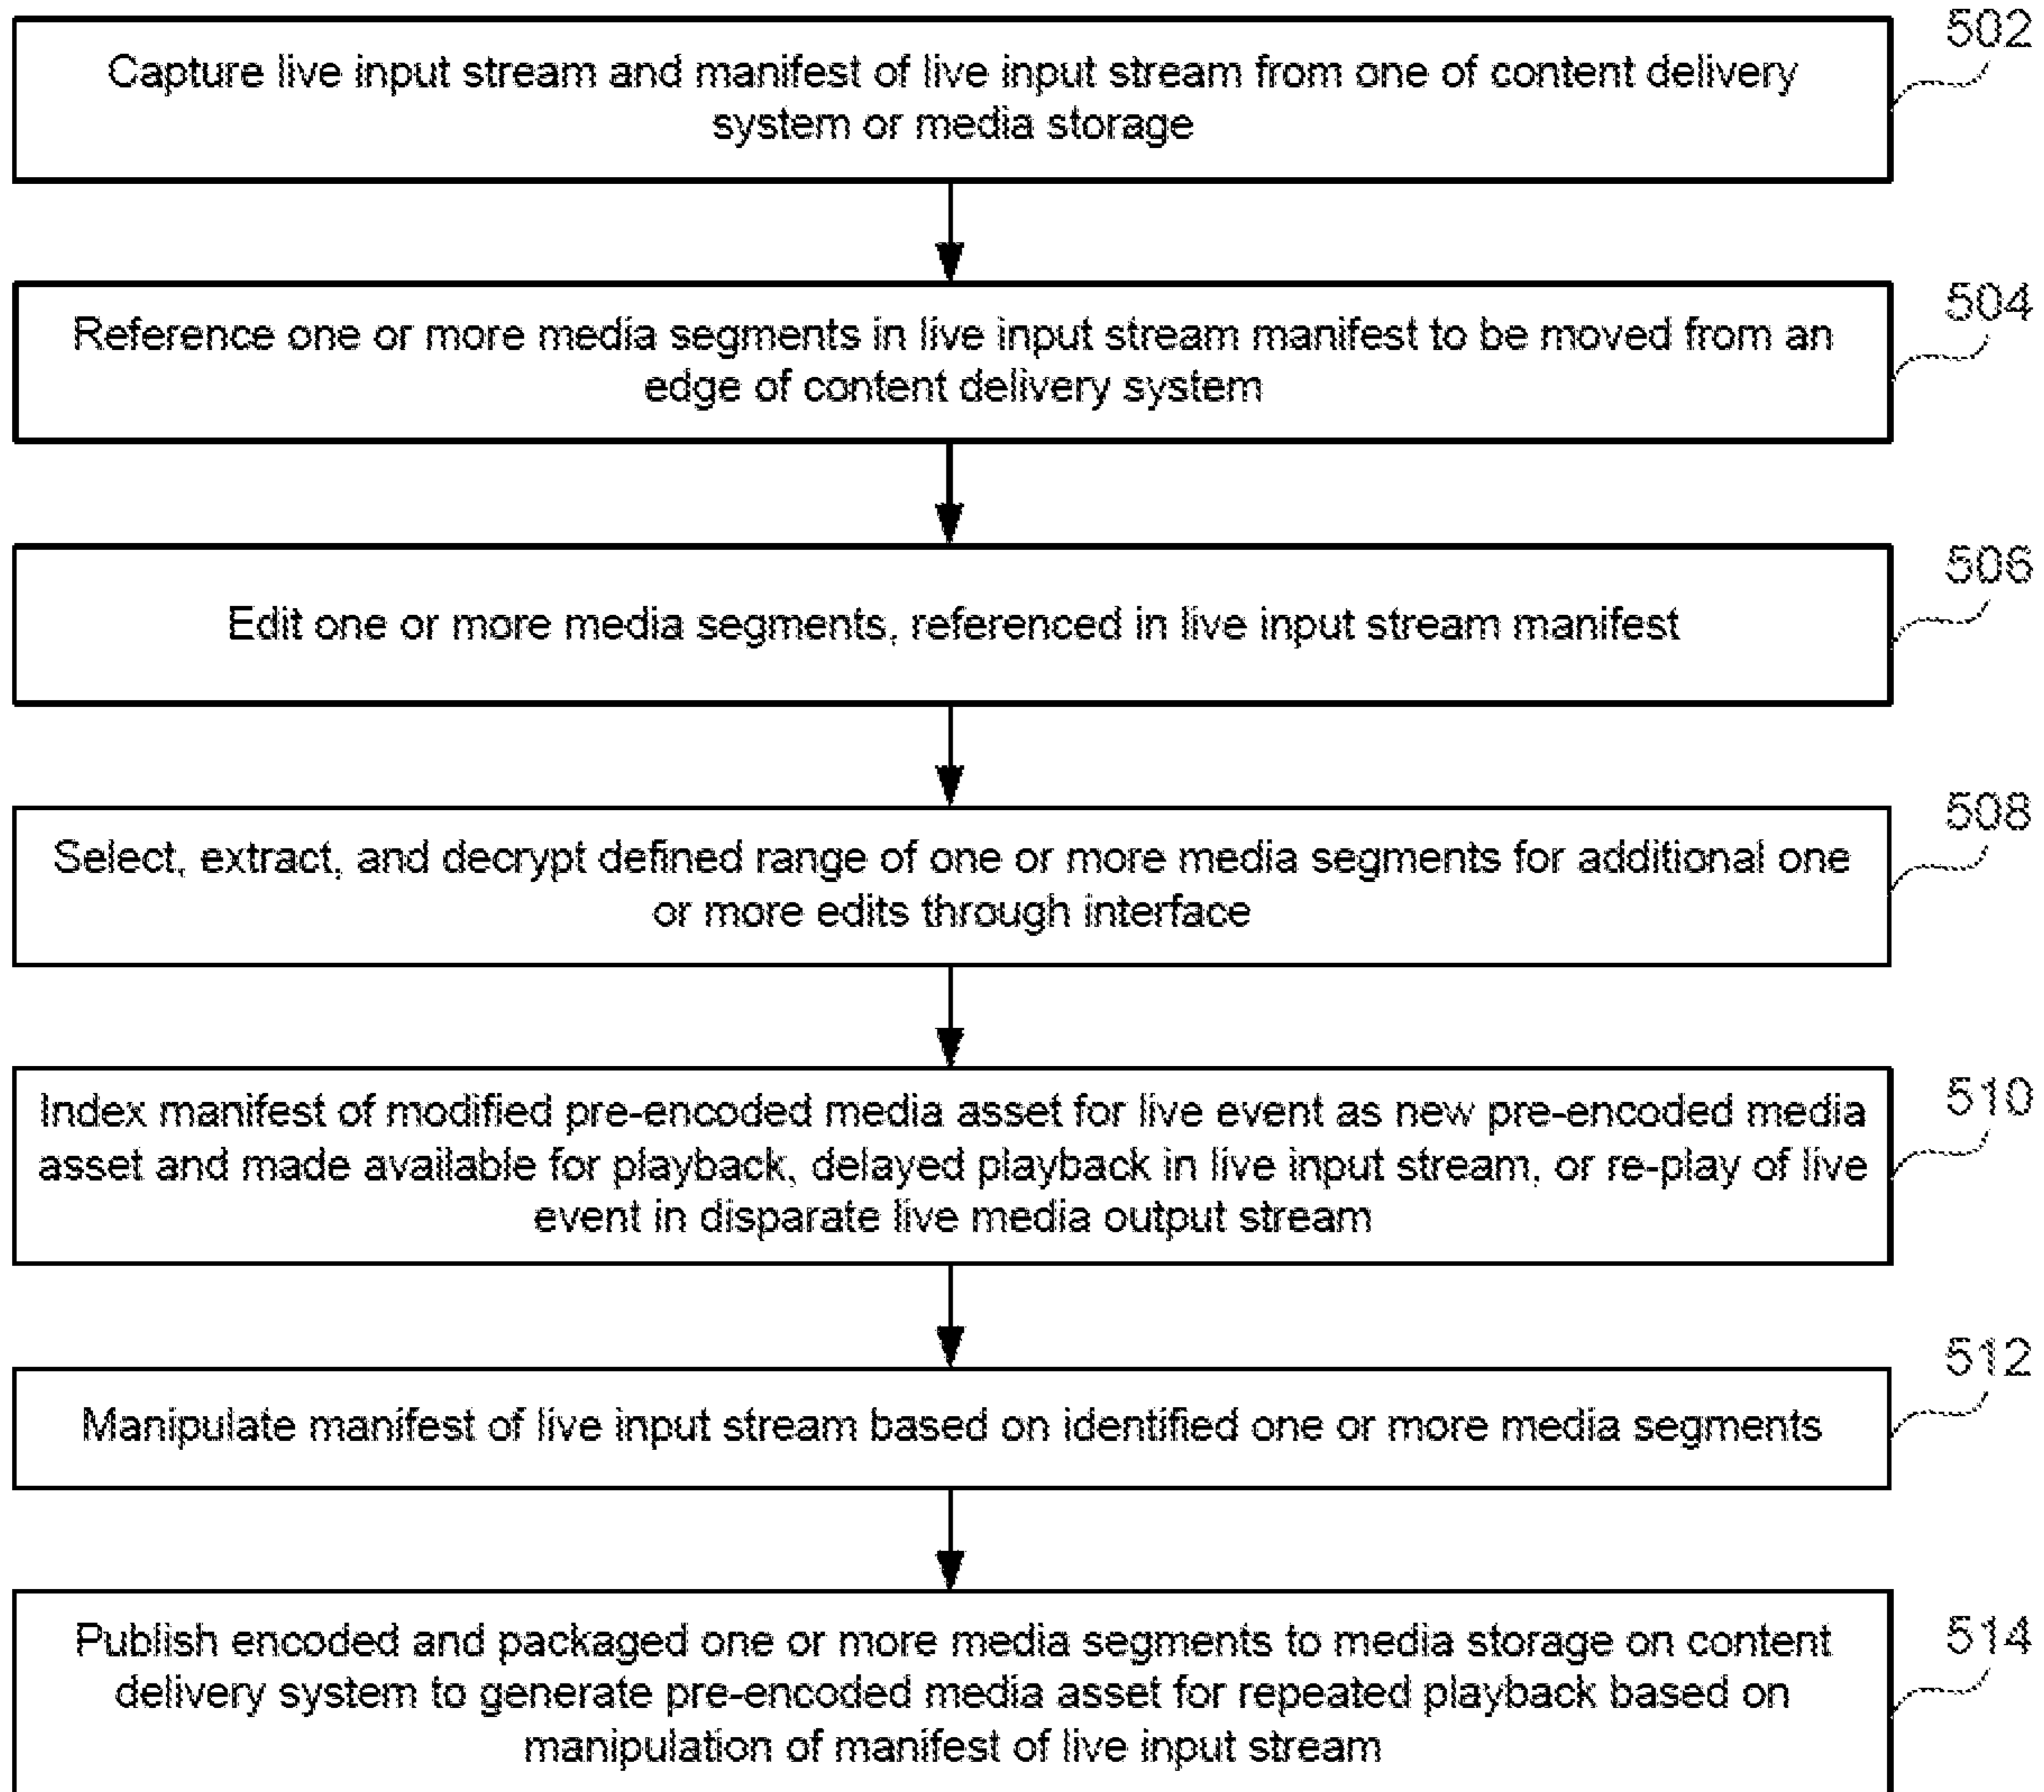 502
Capture live input stream and manifest of live input stream from one of content delivery
system or media storage
504
Reference one or more media segments in live input stream manifest to be moved from an
edge of content delivery system
506
Edit one or more media segments, referenced in live input stream manifest
508
Select, extract, and decrypt defined range of one or more media segments for additional one
or more edits through interface
510
Index manifest of modified pre-encoded media asset for live event as new pre-encoded media
asset and made available for playback, delayed playback in live input stream, or re-play of live
event in disparate live media output stream
512
Manipulate manifest of live input stream based on identified one or more media segments
514
Publish encoded and packaged one or more media segments to media storage on content
delivery system to generate pre-encoded media asset for repeated playback based on
manipulation of manifest of live input stream